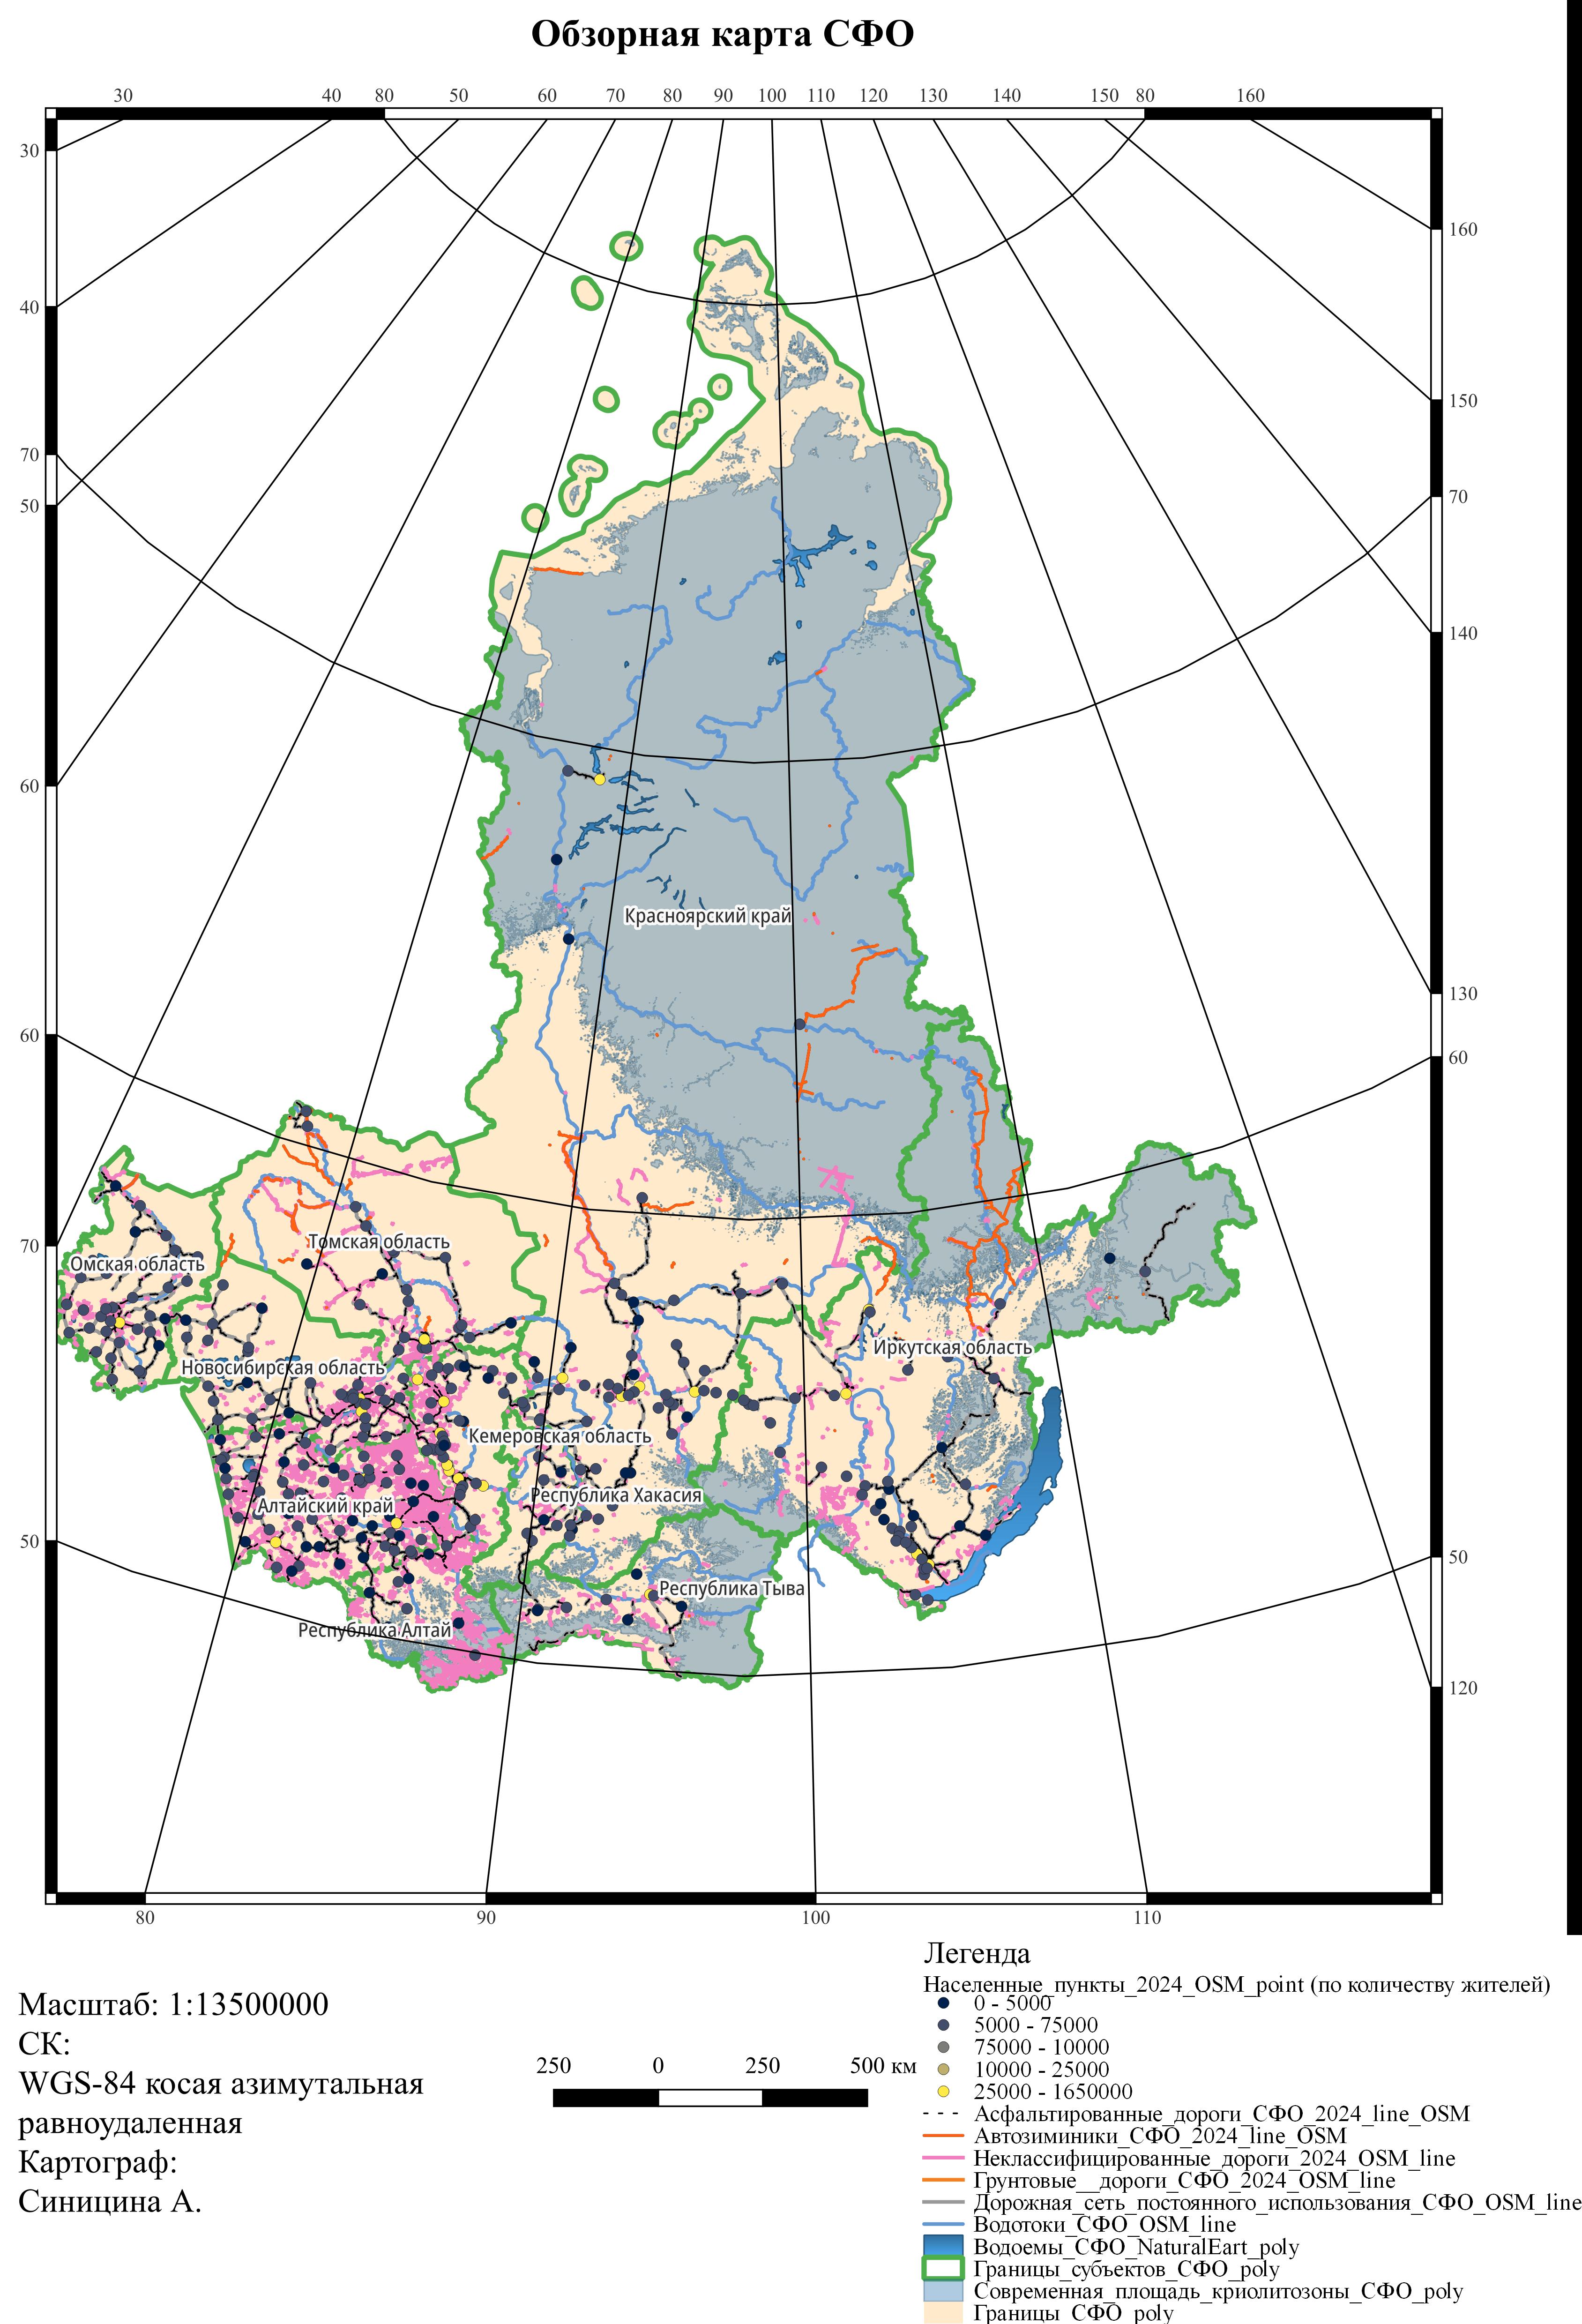 Обзорная карта СФО
30 40 80 50 60 70 80 90 100 110 120 130 140 150 80 160
30
160
40
150
70
70
50
140
60
130
60
60
70
50
50
120
Красноярский край
Томская область
Омская область
Иркутская область
Новосибирская область
Кемеровская область
Республика Хакасия
Алтайский край
Республика Тыва
Республика Алтай
80 90 100 110
Масштаб: 1:13500000
СК:
WGS-84 косая азимутальная
равноудаленная
Картограф:
Синицина А.
250 0 250 500 км
Легенда
Населенные_пункты_2024_OSM_point (по количеству жителей)
0 - 5000
5000 - 75000
75000 - 10000
10000 - 25000
25000 - 1650000
Асфальтированные_дороги_СФО_2024_line_OSM
Автозиминики_СФО_2024_line_OSM
Неклассифицированные_дороги_2024_OSM_line
Грунтовые__дороги_СФО_2024_OSM_line
Дорожная_сеть_постоянного_использования_СФО_OSM_line
Водотоки_СФО_OSM_line
Водоемы_СФО_NaturalEart_poly
Границы_субъектов_СФО_poly
Современная_площадь_криолитозоны_СФО_poly
Границы_СФО_poly